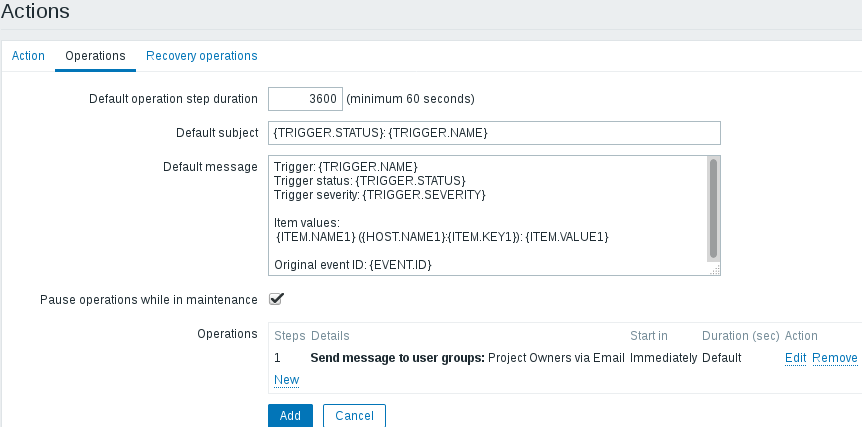 Actions
Action Operations Recovery operations
Default operation step duration 3600 (minimum 60 seconds)
Default subject {TRIGGER.STATUS}: {TRIGGER.NAME}
Default message Trigger: {TRIGGER.NAME}
Trigger status: {TRIGGER.STATUS}
Trigger severity: {TRIGGER.SEVERITY}
Item values:
{ITEM.NAME1} ({HOST.NAME1}:{ITEM.KEY1}): {ITEM.VALUE1}
Original event ID: {EVENT.ID}
Pause operations while in maintenance
Operations Steps Details Start in Duration (sec) Action
1 Send message to user groups: Project Owners via Email Immediately Default Edit Remove
New
Add Cancel